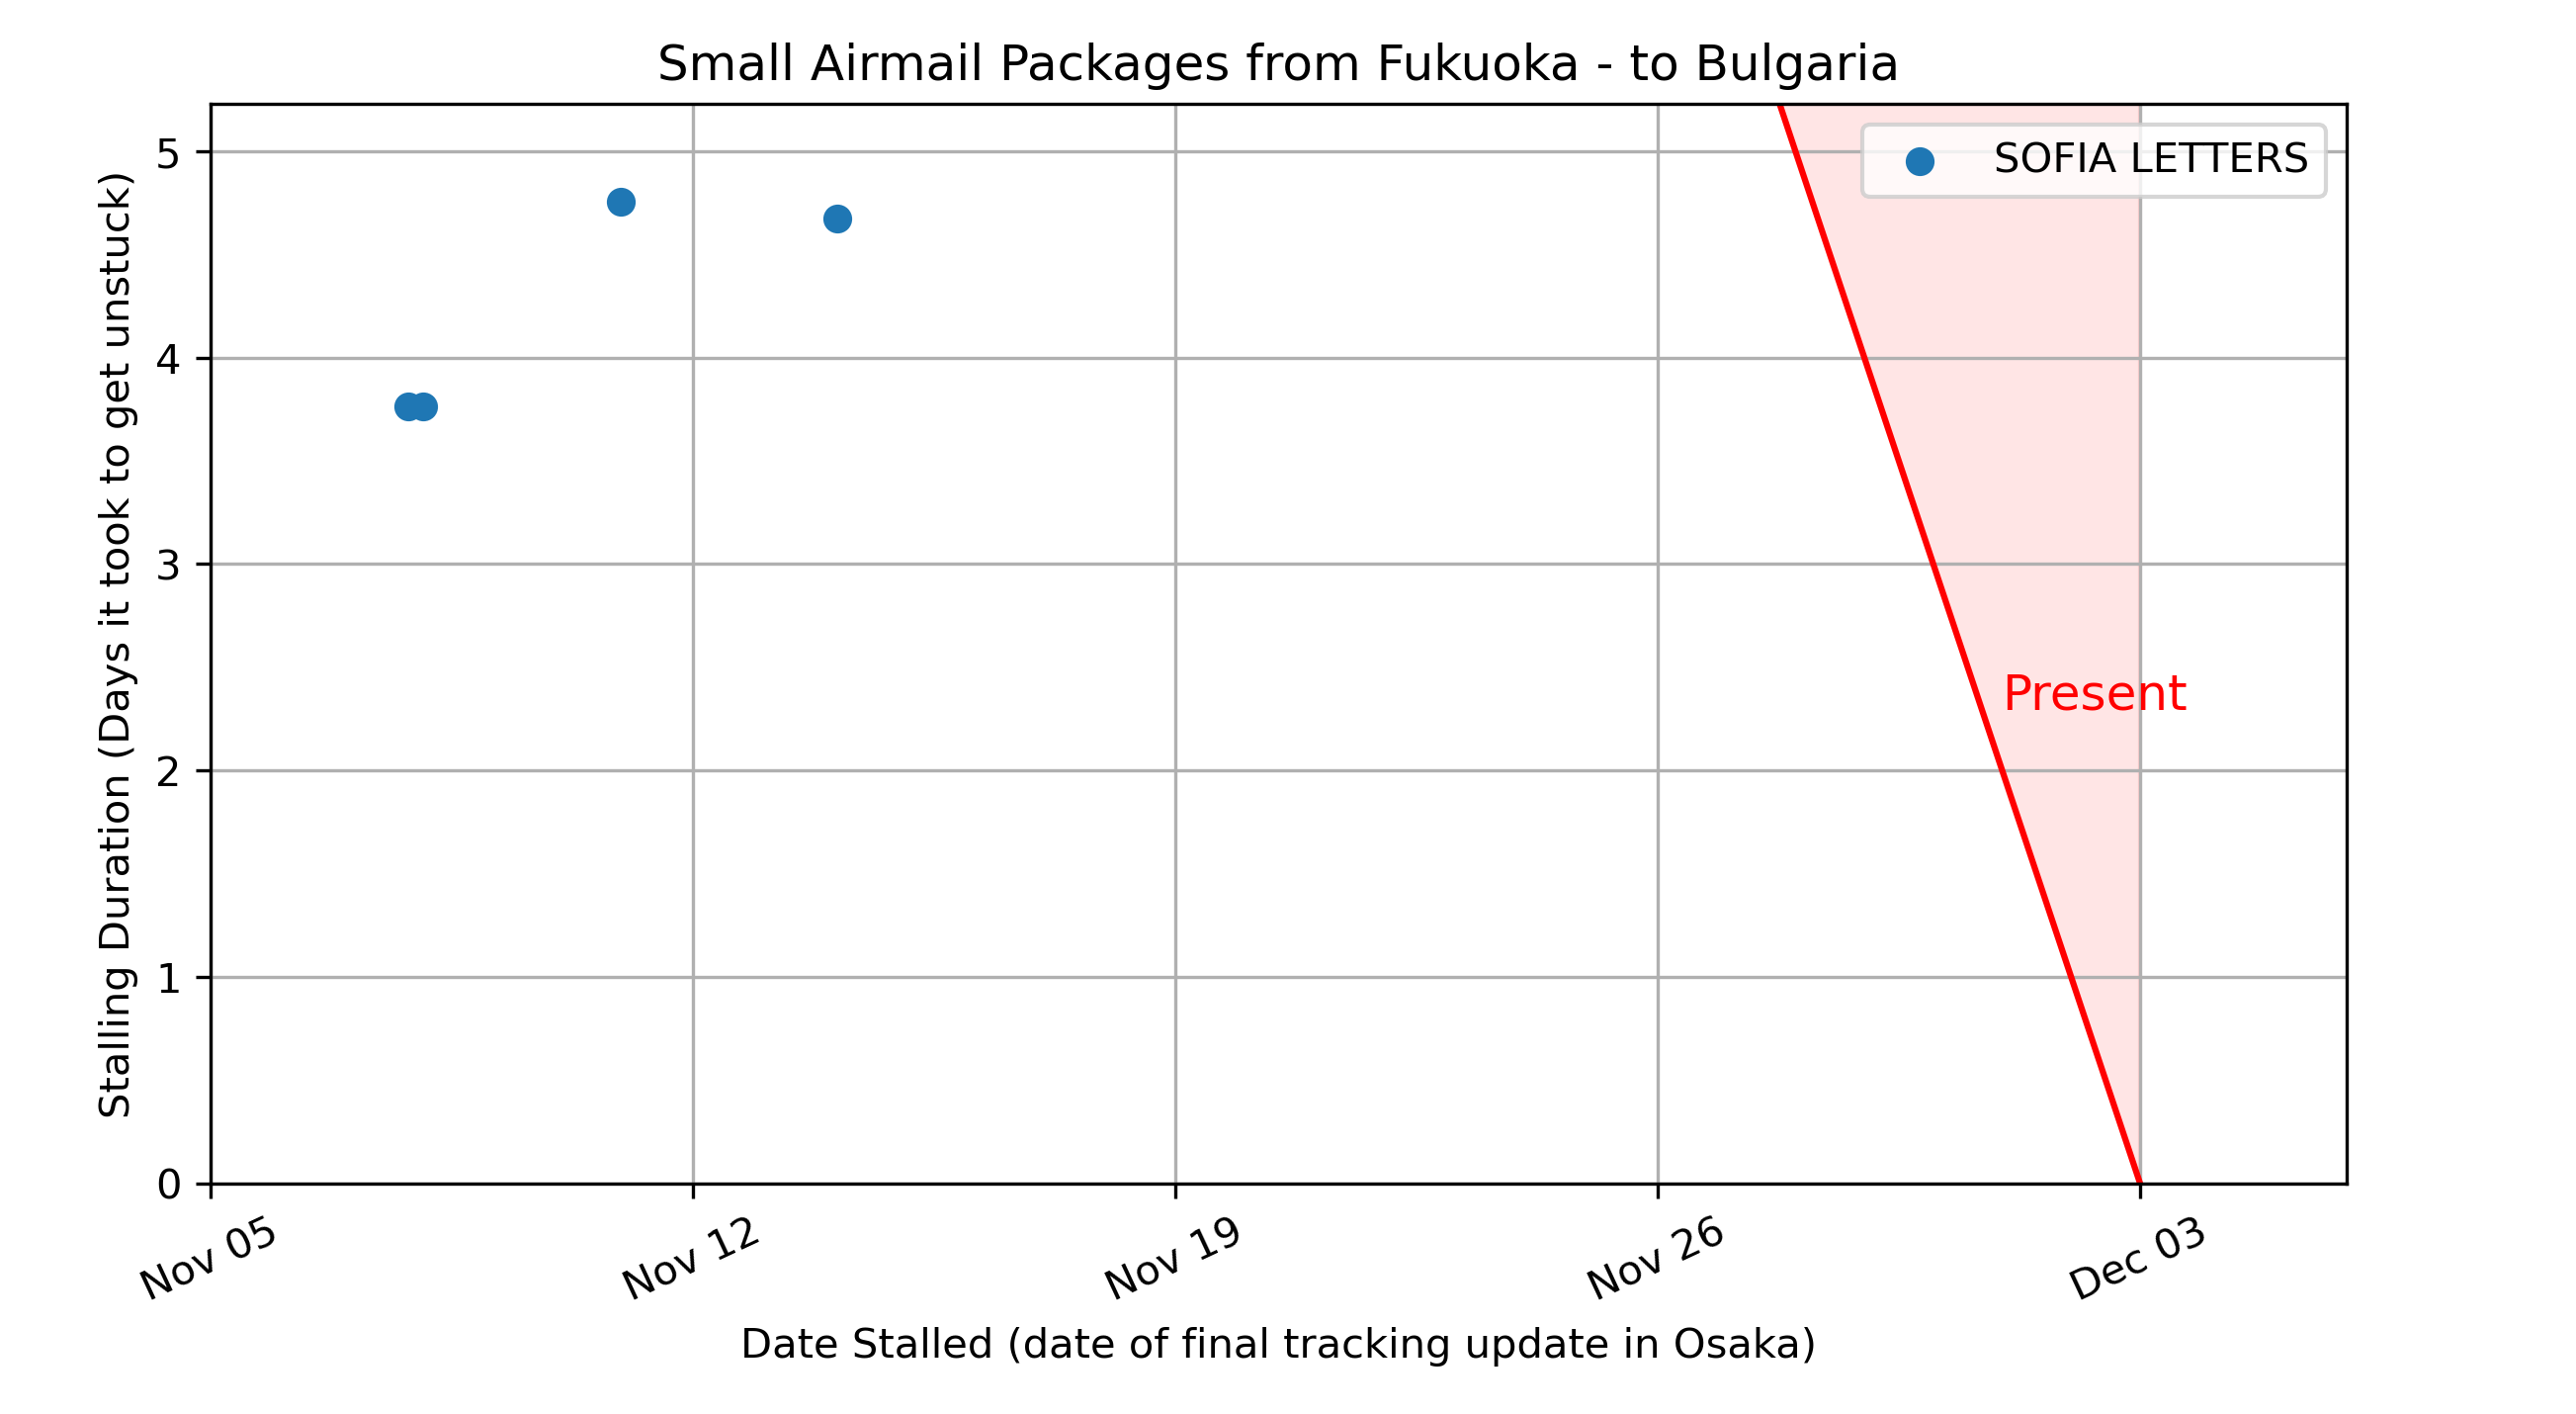 Small Airmail Packages from Fukuoka - to Bulgaria
SOFIA LETTERS
Present
Stalling Duration (Days it took to get unstuck)
5
4
3
2
1
0
Nov 05
Nov 12
Nov 19
Nov 26
Dec 03
Date Stalled (date of final tracking update in Osaka)